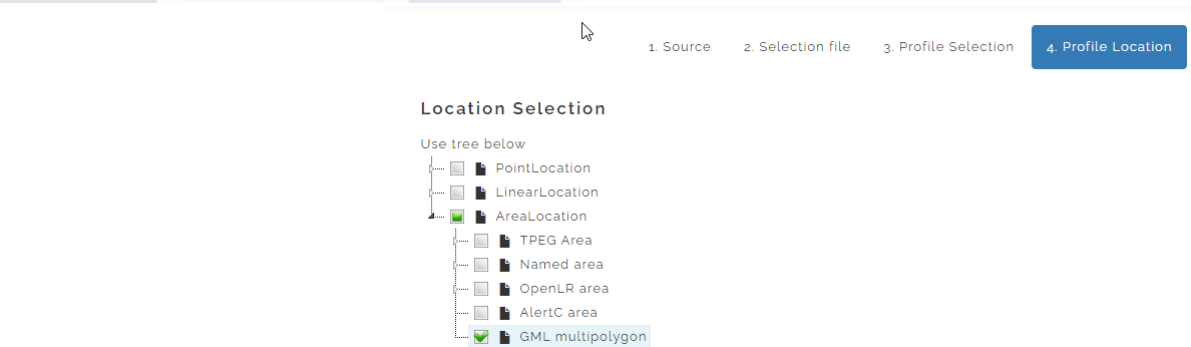 1. Source 2. Selection file 3. Profile Selection 4. Profile Location
Location Selection
Use tree below
PointLocation
LinearLocation
AreaLocation
TPEG Area
Named area
OpenLR area
AlertC area
GML multipolygon